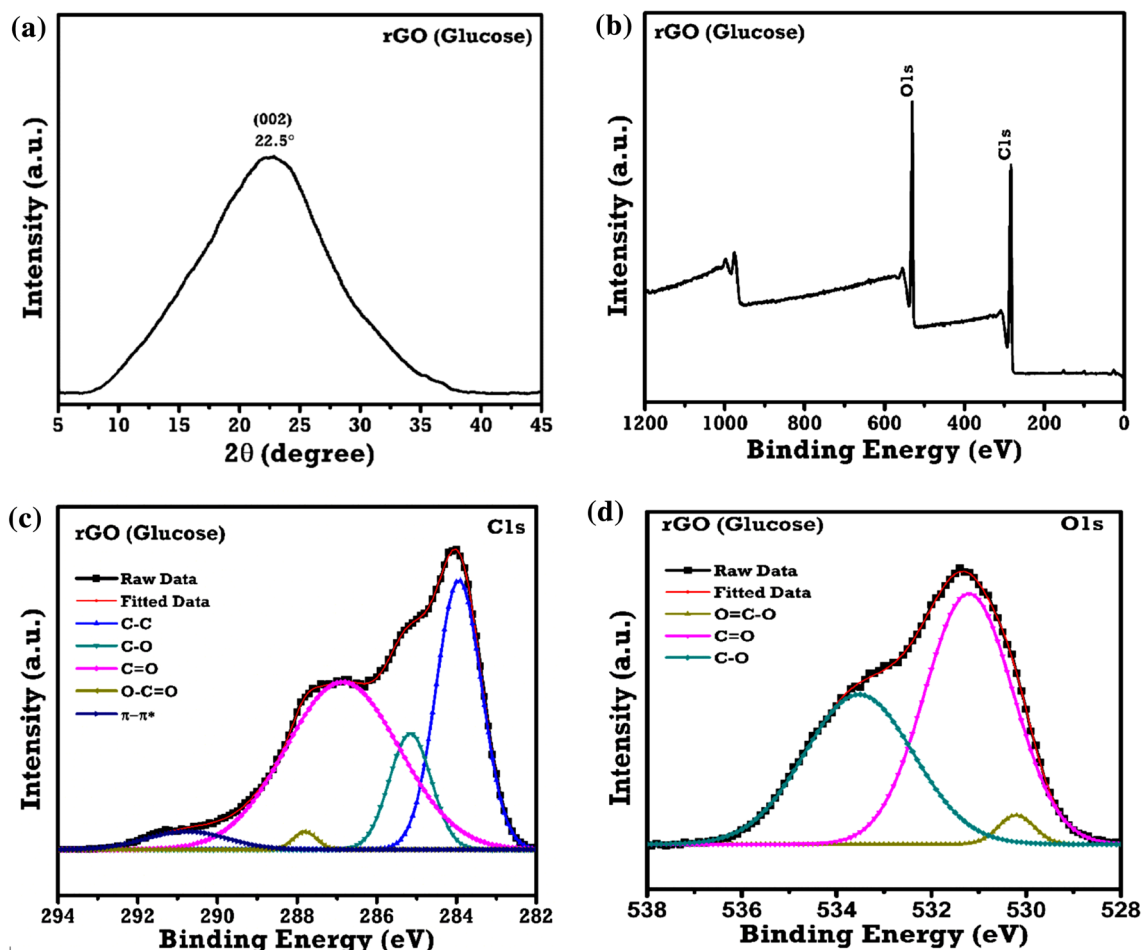 (a)
rGO (Glucose)
(002)
22.5°
Intensity (a.u.)
5 10 15 20 25 30 35 40 45
2θ (degree)
(b)
rGO (Glucose)
O1s
C1s
Intensity (a.u.)
1200 1000 800 600 400 200 0
Binding Energy (eV)
(c)
rGO (Glucose)
C1s
Raw Data
Fitted Data
C-C
C-O
C=O
O-C=O
π-π*
Intensity (a.u.)
294 292 290 288 286 284 282
Binding Energy (eV)
(d)
rGO (Glucose)
O1s
Raw Data
Fitted Data
O=C-O
C=O
C-O
Intensity (a.u.)
538 536 534 532 530 528
Binding Energy (eV)